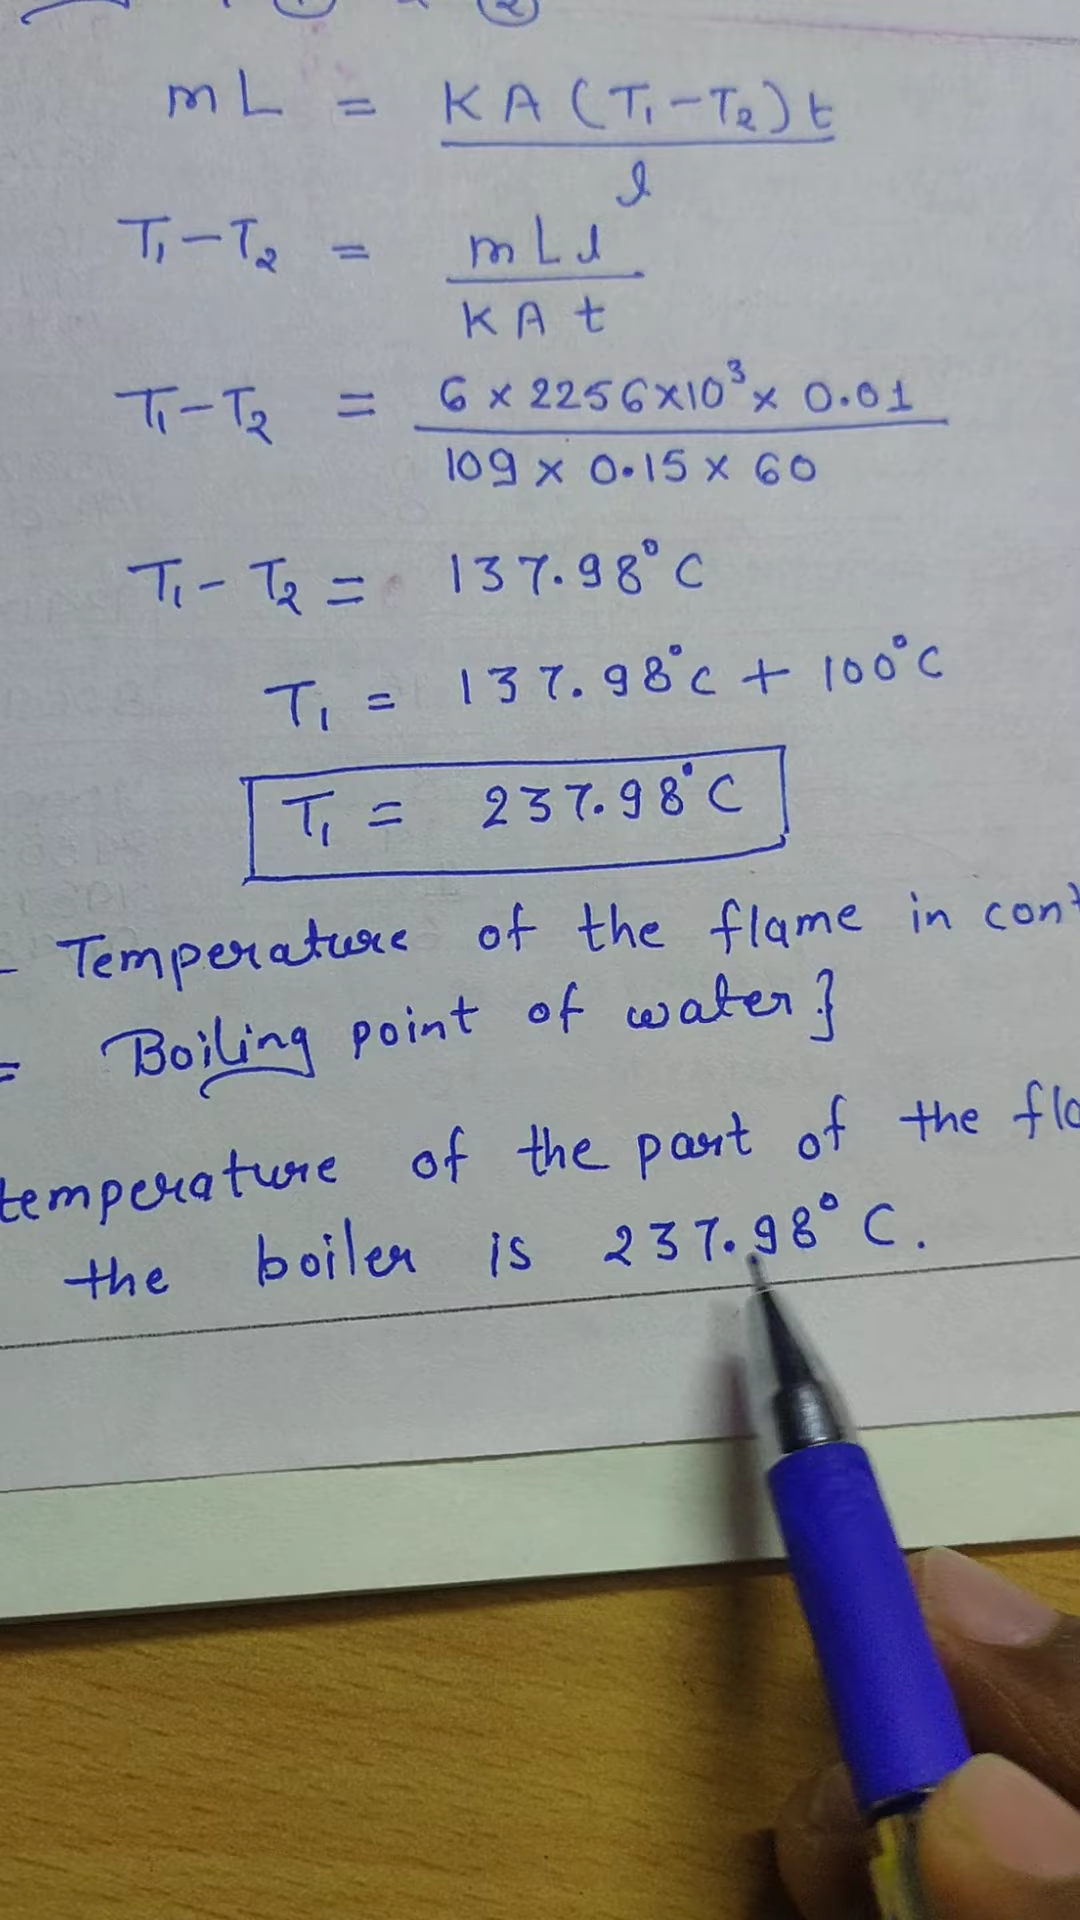 mL = KA(T₁-T₂)t
l
T₁-T₂ = mLl
KAt
T₁-T₂ = 6 × 2256×10³ × 0.01
109 × 0.15 × 60
T₁- T₂ = 137.98°C
T₁ = 137.98°C + 100°C
T₁ = 237.98°C
- Temperature of the flame in cont
= Boiling point of water}
temperature of the part of the fla
the boiler is 237.98° C.